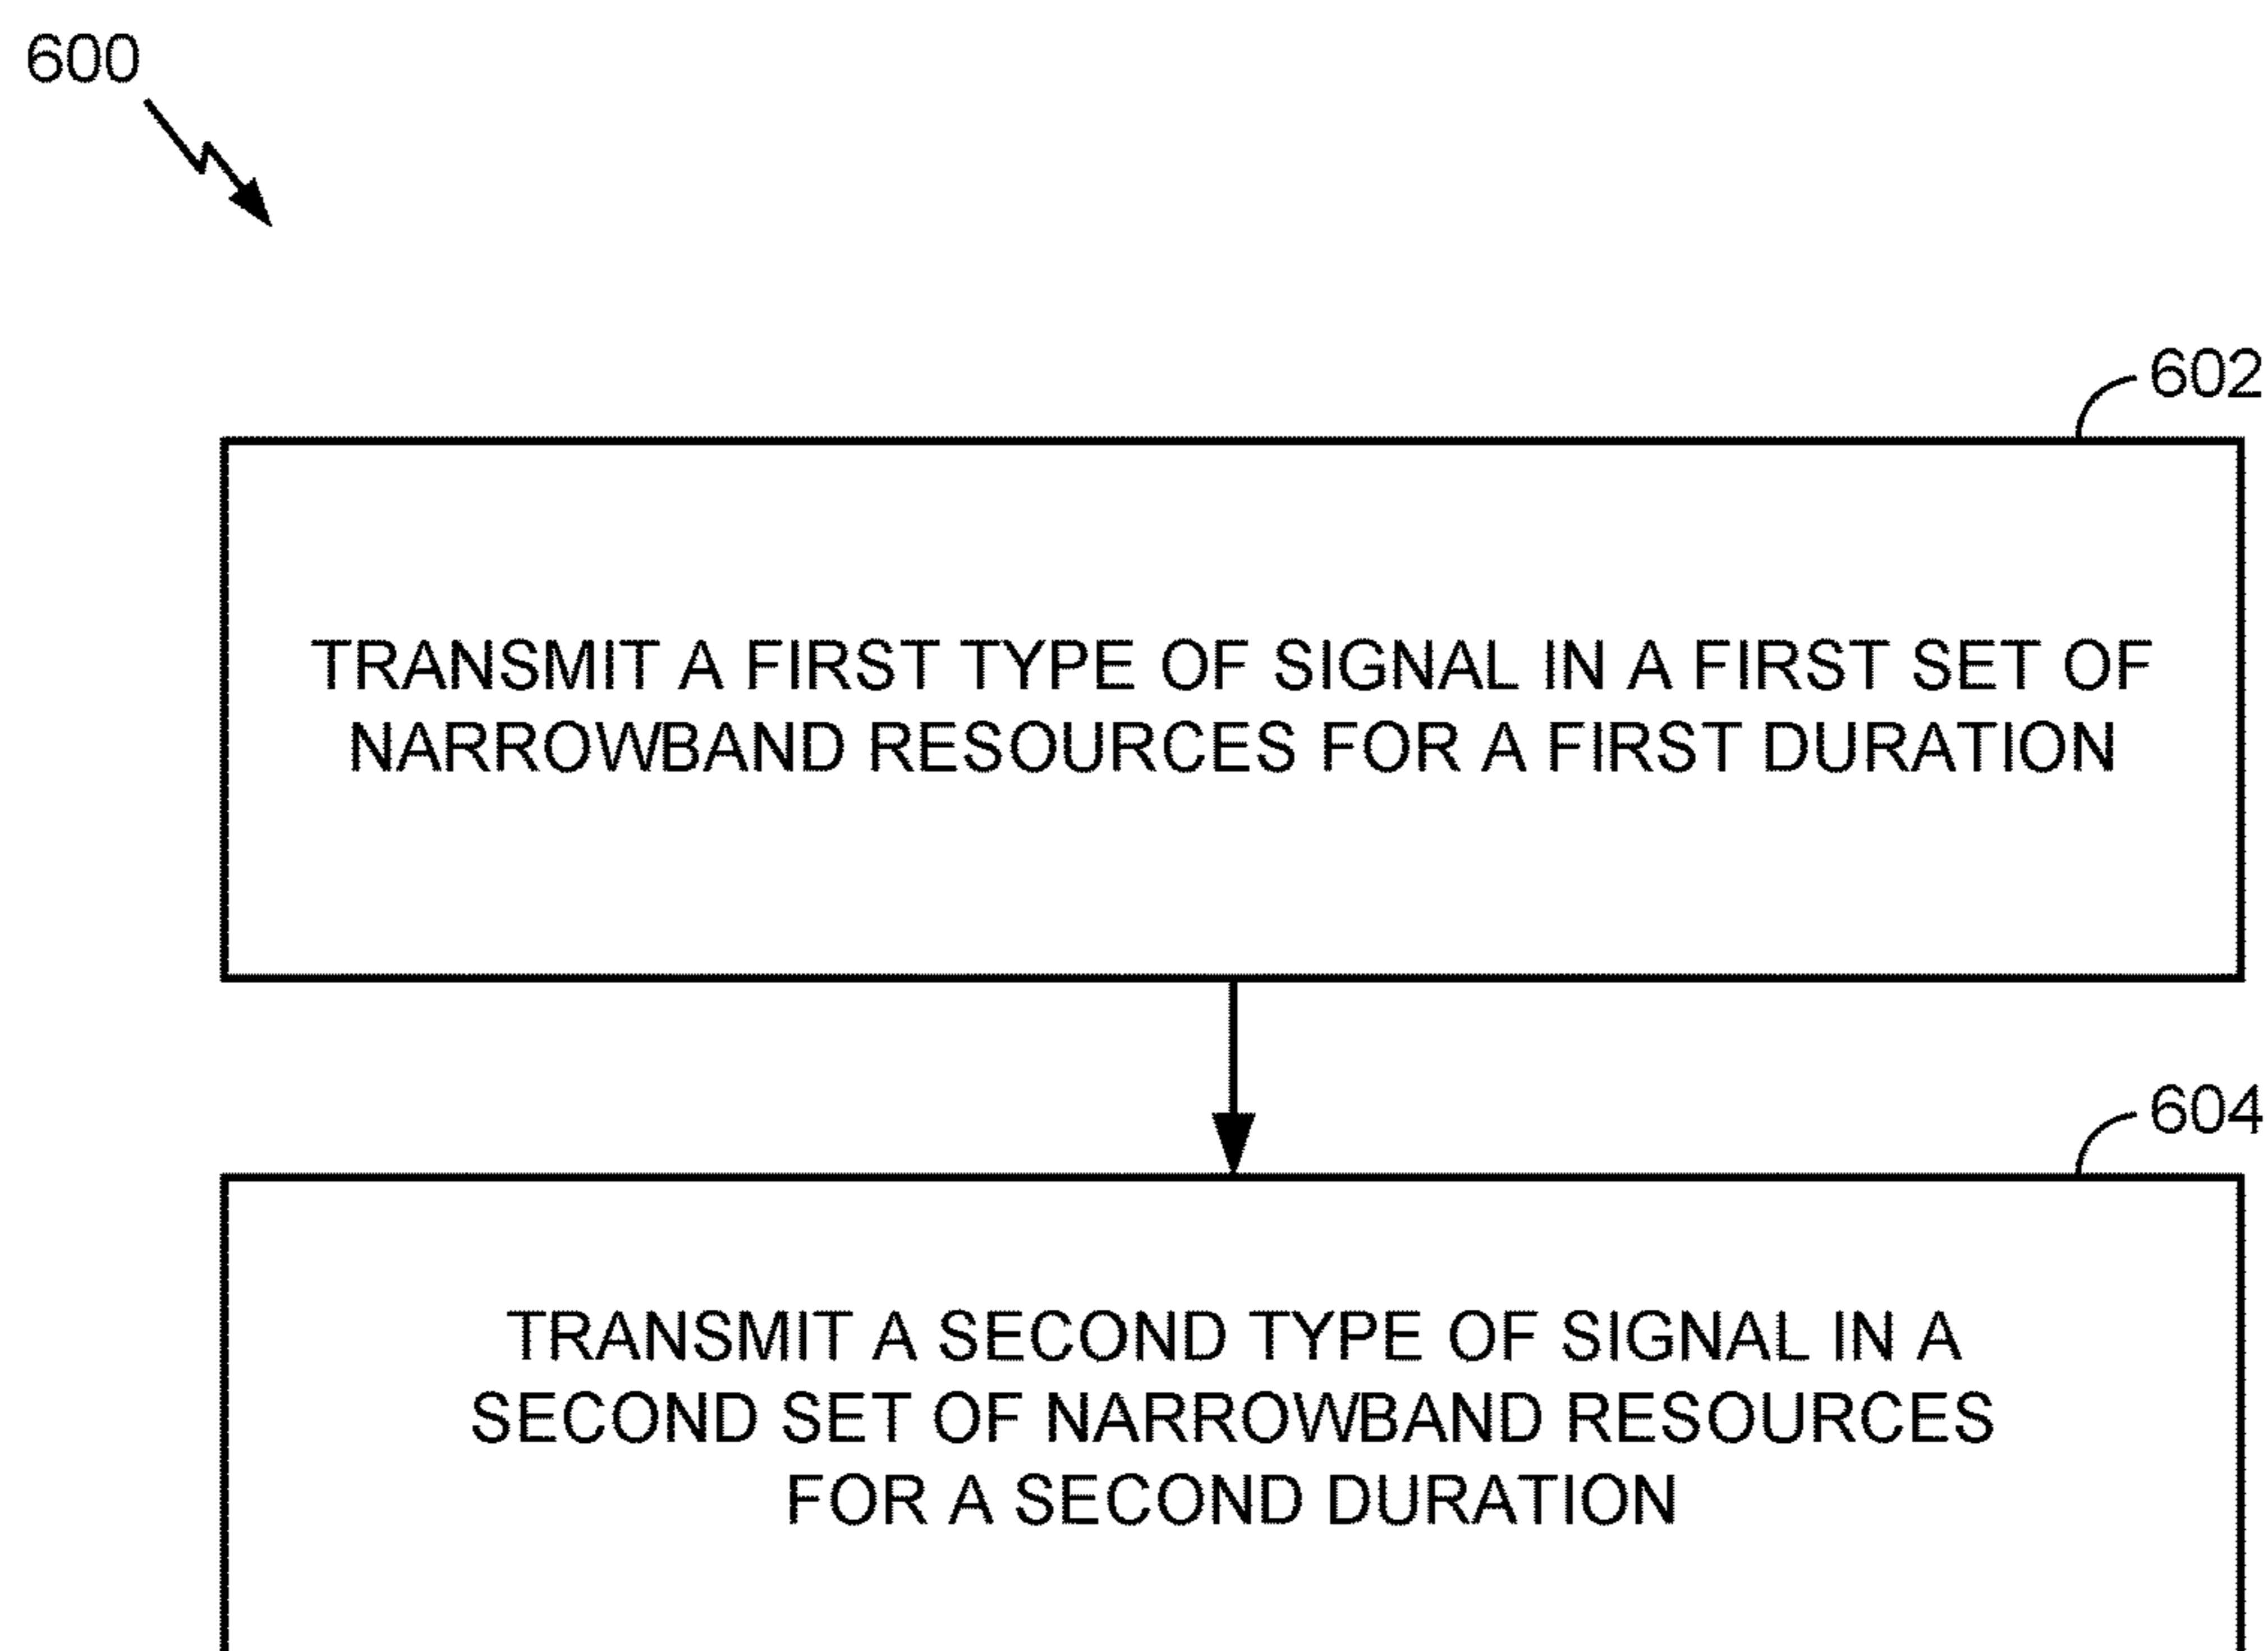 600
602
TRANSMIT A FIRST TYPE OF SIGNAL IN A FIRST SET OF
NARROWBAND RESOURCES FOR A FIRST DURATION
604
TRANSMIT A SECOND TYPE OF SIGNAL IN A
SECOND SET OF NARROWBAND RESOURCES
FOR A SECOND DURATION